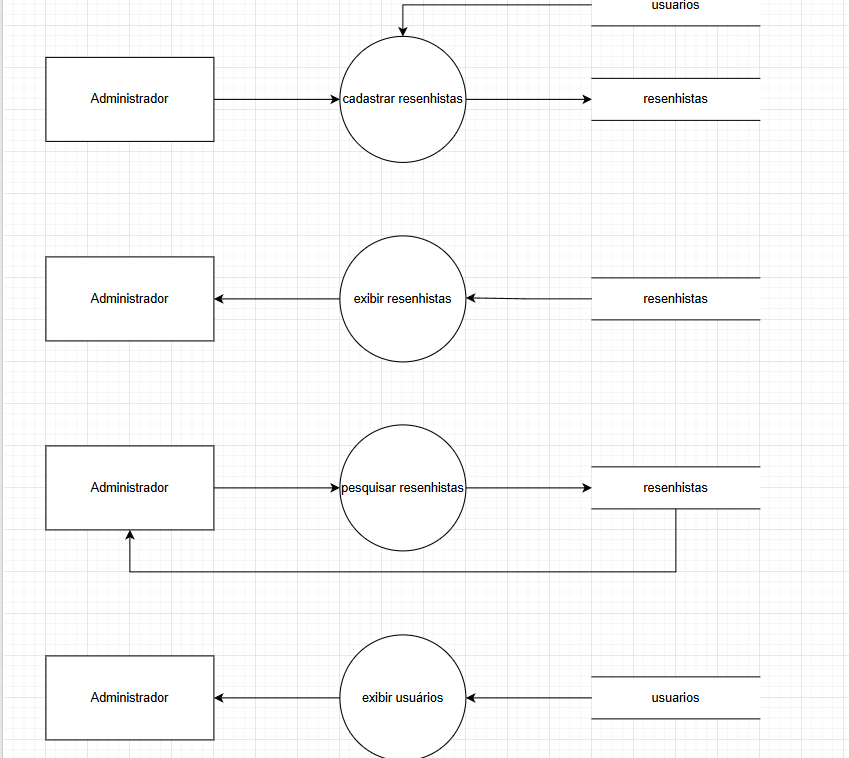 usuarios
Administrador
cadastrar resenhistas
resenhistas
Administrador
exibir resenhistas
resenhistas
Administrador
pesquisar resenhistas
resenhistas
Administrador
exibir usuários
usuarios